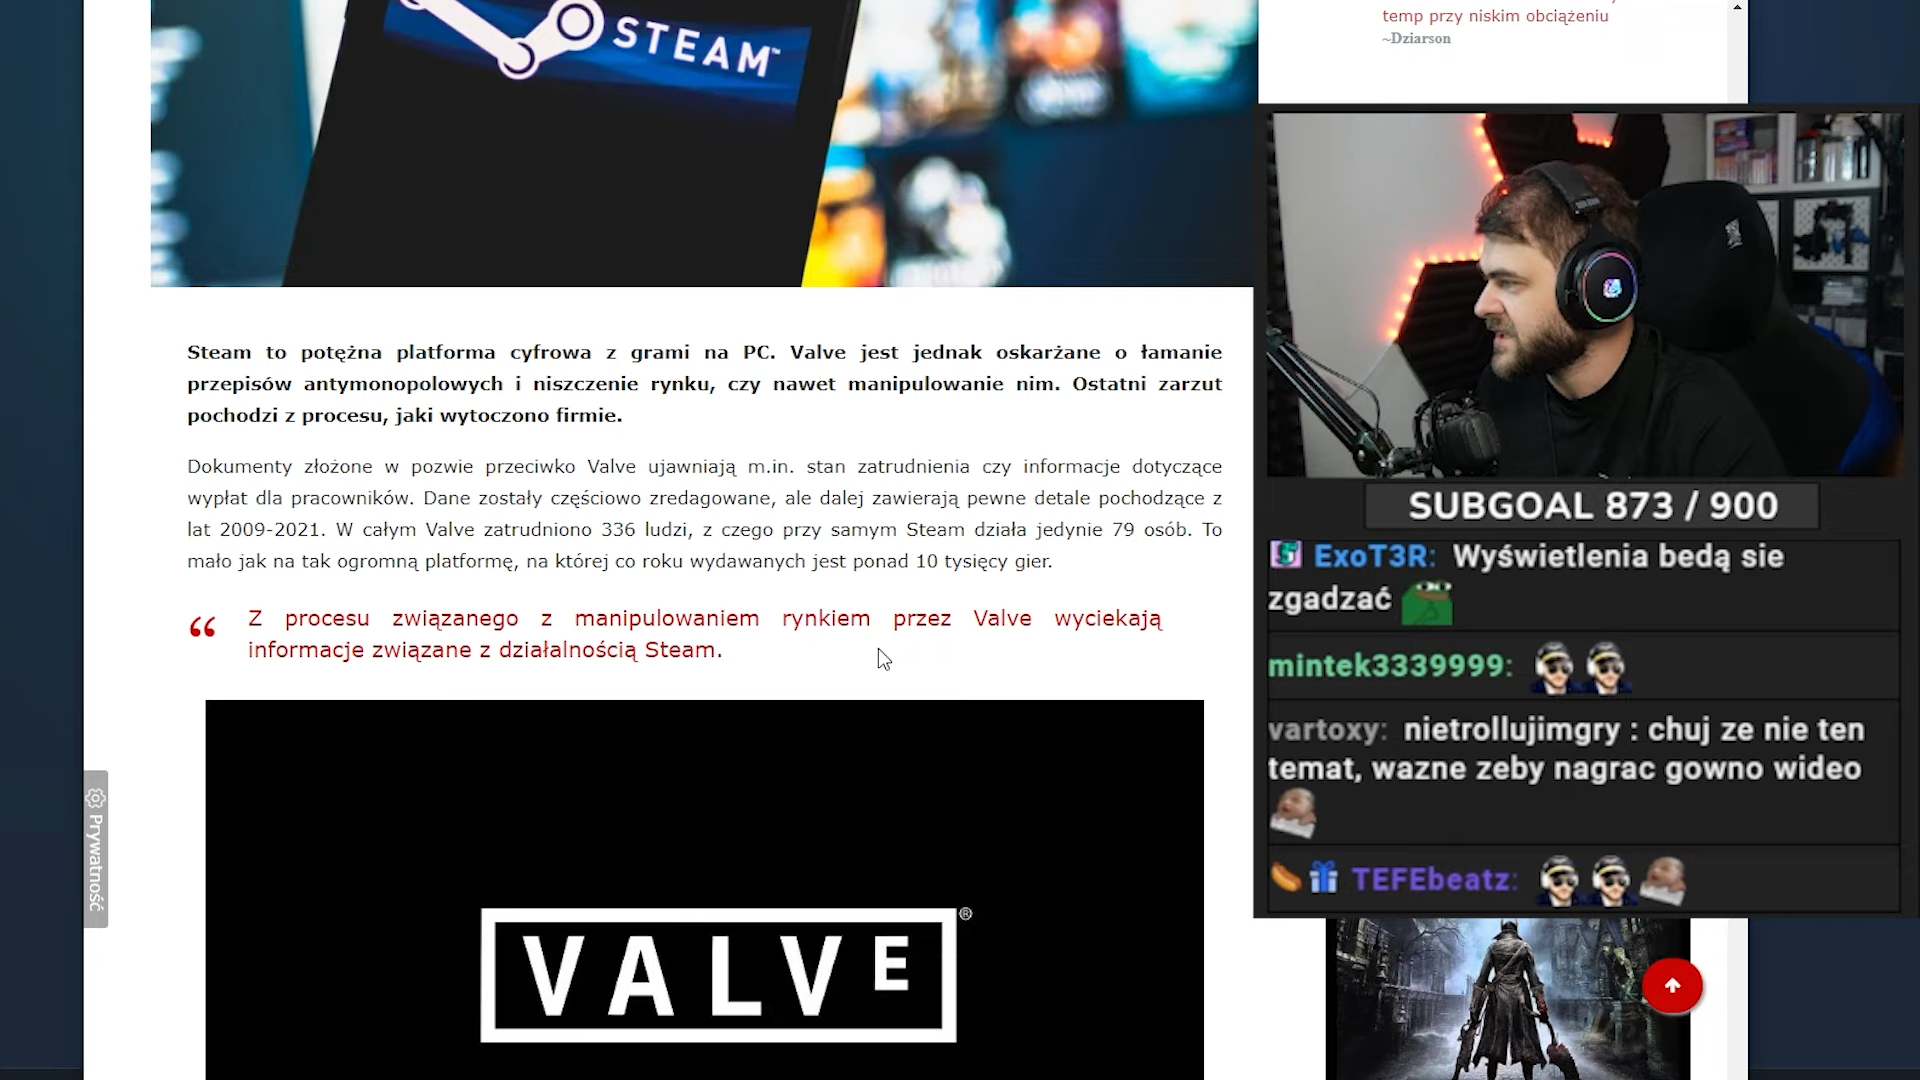 STEAM™
temp przy niskim obciążeniu
~Dziarson
Steam to potężna platforma cyfrowa z grami na PC. Valve jest jednak oskarżane o łamanie
przepisów antymonopolowych i niszczenie rynku, czy nawet manipulowanie nim. Ostatni zarzut
pochodzi z procesu, jaki wytoczono firmie.
Dokumenty złożone w pozwie przeciwko Valve ujawniają m.in. stan zatrudnienia czy informacje dotyczące
wypłat dla pracowników. Dane zostały częściowo zredagowane, ale dalej zawierają pewne detale pochodzące z
lat 2009-2021. W całym Valve zatrudniono 336 ludzi, z czego przy samym Steam działa jedynie 79 osób. To
mało jak na tak ogromną platformę, na której co roku wydawanych jest ponad 10 tysięcy gier.
“ Z procesu związanego z manipulowaniem rynkiem przez Valve wyciekają
informacje związane z działalnością Steam.
VALVE®
Prywatność
SUBGOAL 873 / 900
ExoT3R: Wyświetlenia bedą sie
zgadzać
mintek3339999:
vartoxy: nietrollujimgry : chuj ze nie ten
temat, wazne zeby nagrac gowno wideo
TEFEbeatz: